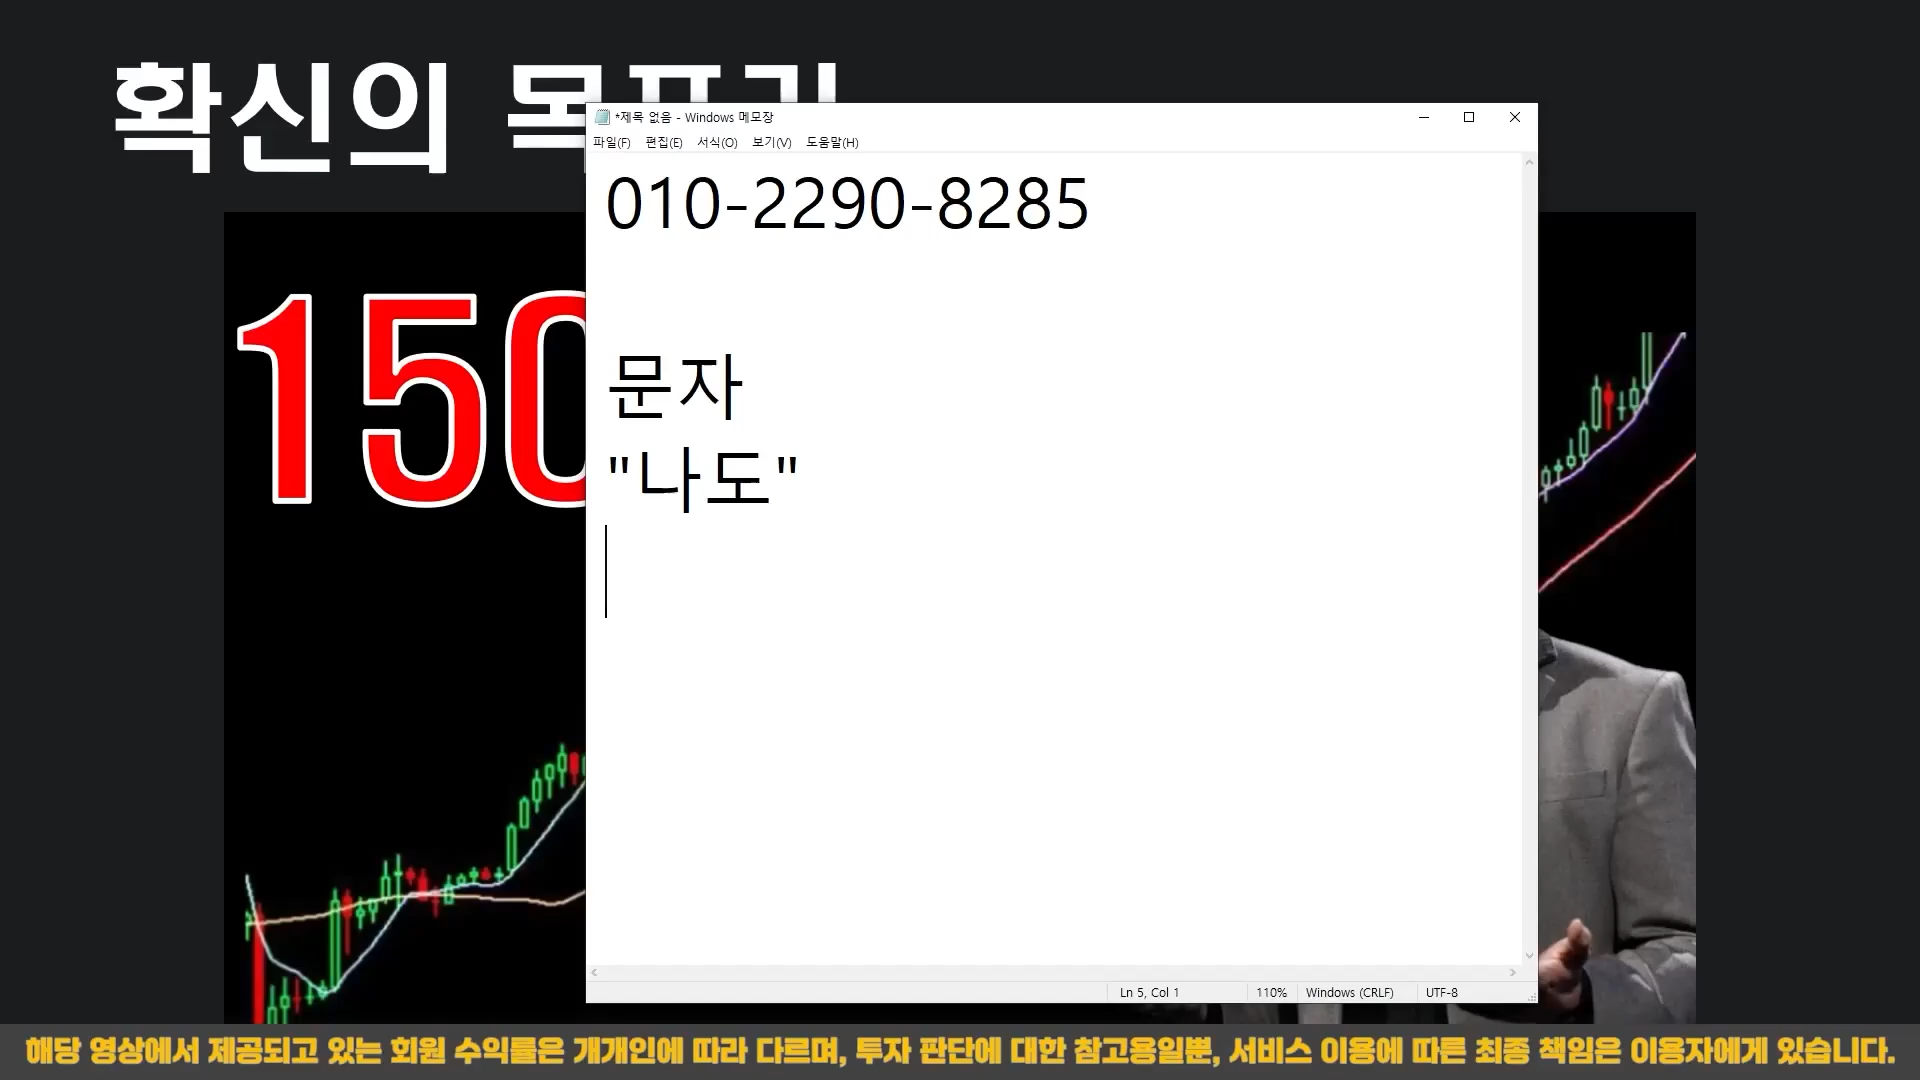 확신의
*제목 없음 - Windows 메모장
파일(F) 편집(E) 서식(O) 보기(V) 도움말(H)
010-2290-8285
150
문자
"나도"
Ln 5, Col 1 110% Windows (CRLF) UTF-8
해당 영상에서 제공되고 있는 회원 수익률은 개개인에 따라 다르며, 투자 판단에 대한 참고용일뿐, 서비스 이용에 따른 최종 책임은 이용자에게 있습니다.